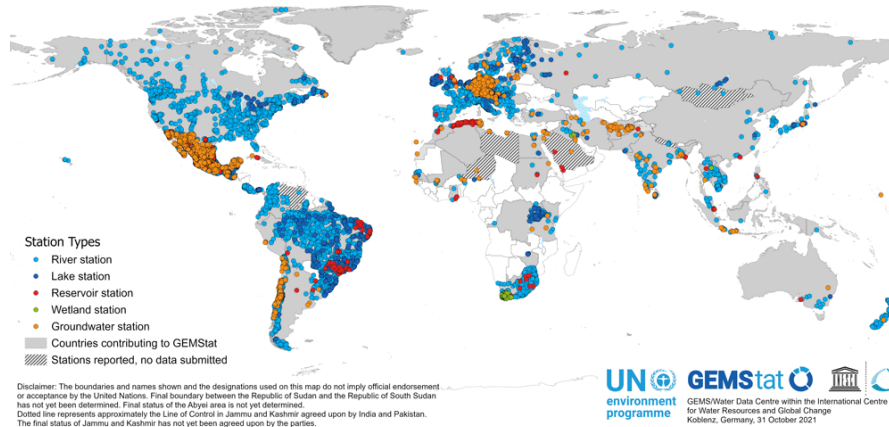 Station Types
River station
Lake station
Reservoir station
Wetland station
Groundwater station
Countries contributing to GEMStat
Stations reported, no data submitted
Disclaimer: The boundaries and names shown and the designations used on this map do not imply official endorsement
or acceptance by the United Nations. Final boundary between the Republic of Sudan and the Republic of South Sudan
has not yet been determined. Final status of the Abyei area is not yet determined.
Dotted line represents approximately the Line of Control in Jammu and Kashmir agreed upon by India and Pakistan.
The final status of Jammu and Kashmir has not yet been agreed upon by the parties.
UN
environment
programme
GEMStat
unesco
GEMS/Water Data Centre within the International Centre
for Water Resources and Global Change
Koblenz, Germany, 31 October 2021